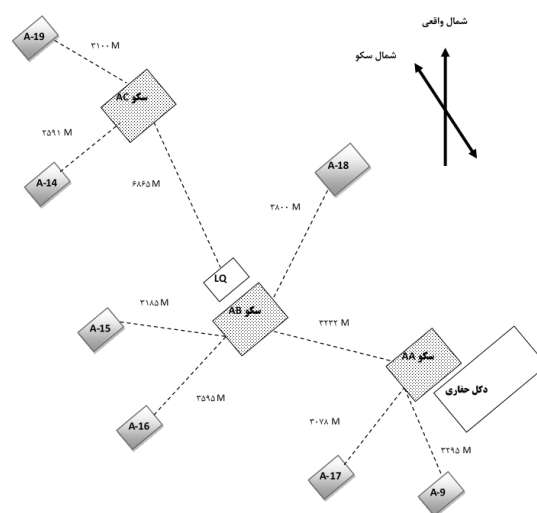 شمال واقعی
A-19
۳۱۰۰ M
شمال سکو
سکو AC
۲۵۹۱ M
A-14
A-18
۶۸۶۵ M
۳۸۰۰ M
LQ
۳۱۸۵ M
سکو AB
A-15
۳۲۳۲ M
سکو AA
دکل حفاری
۳۵۹۵ M
A-16
۳۰۷۸ M
۳۲۹۵ M
A-17
A-9